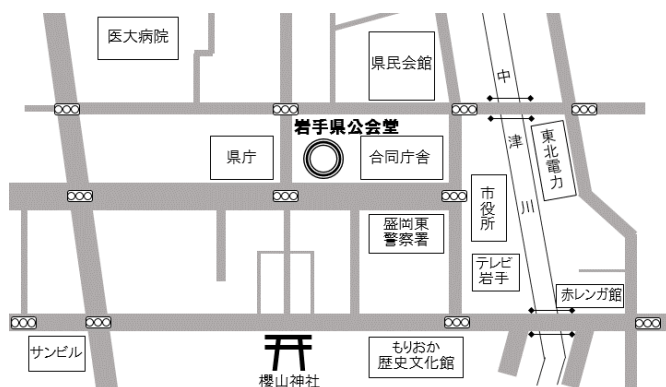 医大病院
県民会館
中
津
川
岩手県公会堂
県庁
合同庁舎
東北電力
市役所
盛岡東
警察署
テレビ
岩手
赤レンガ館
サンビル
櫻山神社
もりおか
歴史文化館